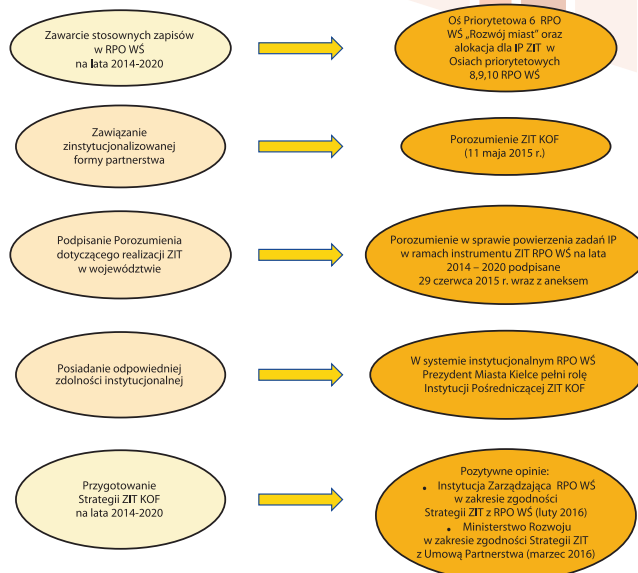 Zawarcie stosownych zapisów
w RPO WŚ
na lata 2014-2020
Oś Priorytetowa 6 RPO
WŚ „Rozwój miast” oraz
alokacja dla IP ZIT w
Osiach priorytetowych
8,9,10 RPO WŚ
Zawiązanie
zinstytucjonalizowanej
formy partnerstwa
Porozumienie ZIT KOF
(11 maja 2015 r.)
Podpisanie Porozumienia
dotyczącego realizacji ZIT
w województwie
Porozumienie w sprawie powierzenia zadań IP
w ramach instrumentu ZIT RPO WŚ na lata
2014 – 2020 podpisane
29 czerwca 2015 r. wraz z aneksem
Posiadanie odpowiedniej
zdolności instytucjonalnej
W systemie instytucjonalnym RPO WŚ
Prezydent Miasta Kielce pełni rolę
Instytucji Pośredniczącej ZIT KOF
Przygotowanie
Strategii ZIT KOF
na lata 2014-2020
Pozytywne opinie:
• Instytucja Zarządzająca RPO WŚ
w zakresie zgodności
Strategii ZIT z RPO WŚ (luty 2016)
• Ministerstwo Rozwoju
w zakresie zgodności Strategii ZIT
z Umową Partnerstwa (marzec 2016)